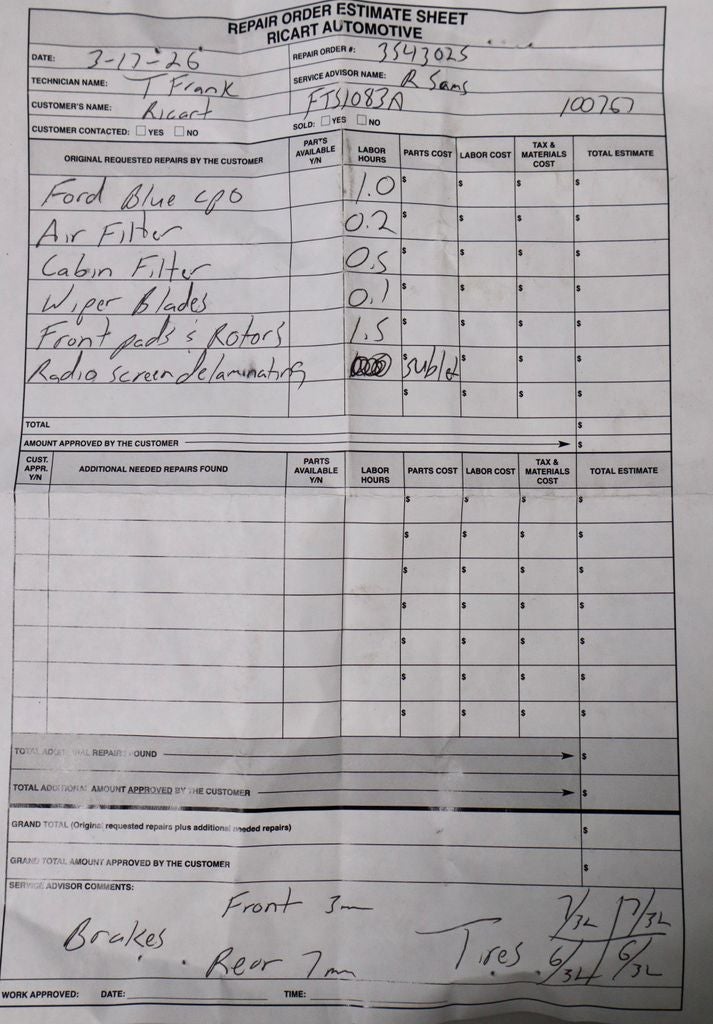 REPAIR ORDER ESTIMATE SHEET
RICART AUTOMOTIVE
DATE: 3-17-26 REPAIR ORDER #: 3543025
TECHNICIAN NAME: T Frank SERVICE ADVISOR NAME: R Sams
CUSTOMER'S NAME: Ricart FTS1083A 100767
CUSTOMER CONTACTED: ☐ YES ☐ NO SOLD: ☐ YES ☐ NO
ORIGINAL REQUESTED REPAIRS BY THE CUSTOMER PARTS AVAILABLE Y/N LABOR HOURS PARTS COST LABOR COST TAX & MATERIALS COST TOTAL ESTIMATE
Ford Blue cpo 1.0 $ $ $ $
Air Filter 0.2 $ $ $ $
Cabin Filter 0.5 $ $ $ $
Wiper Blades 0.1 $ $ $ $
Front pads & Rotors 1.5 $ $ $ $
Radio screen delaminating $ sublet $ $ $
$ $ $ $
TOTAL $
AMOUNT APPROVED BY THE CUSTOMER $
CUST. APPR. Y/N ADDITIONAL NEEDED REPAIRS FOUND PARTS AVAILABLE Y/N LABOR HOURS PARTS COST LABOR COST TAX & MATERIALS COST TOTAL ESTIMATE
$ $ $ $
$ $ $ $
$ $ $ $
$ $ $ $
$ $ $ $
$ $ $ $
$ $ $ $
TOTAL ADDITIONAL REPAIRS FOUND $
TOTAL ADDITIONAL AMOUNT APPROVED BY THE CUSTOMER $
GRAND TOTAL (Original requested repairs plus additional needed repairs) $
GRAND TOTAL AMOUNT APPROVED BY THE CUSTOMER $
SERVICE ADVISOR COMMENTS:
Brakes Front 3mm
Rear 7mm
Tires 7/32 7/32
6/32 6/32
WORK APPROVED: DATE: TIME: